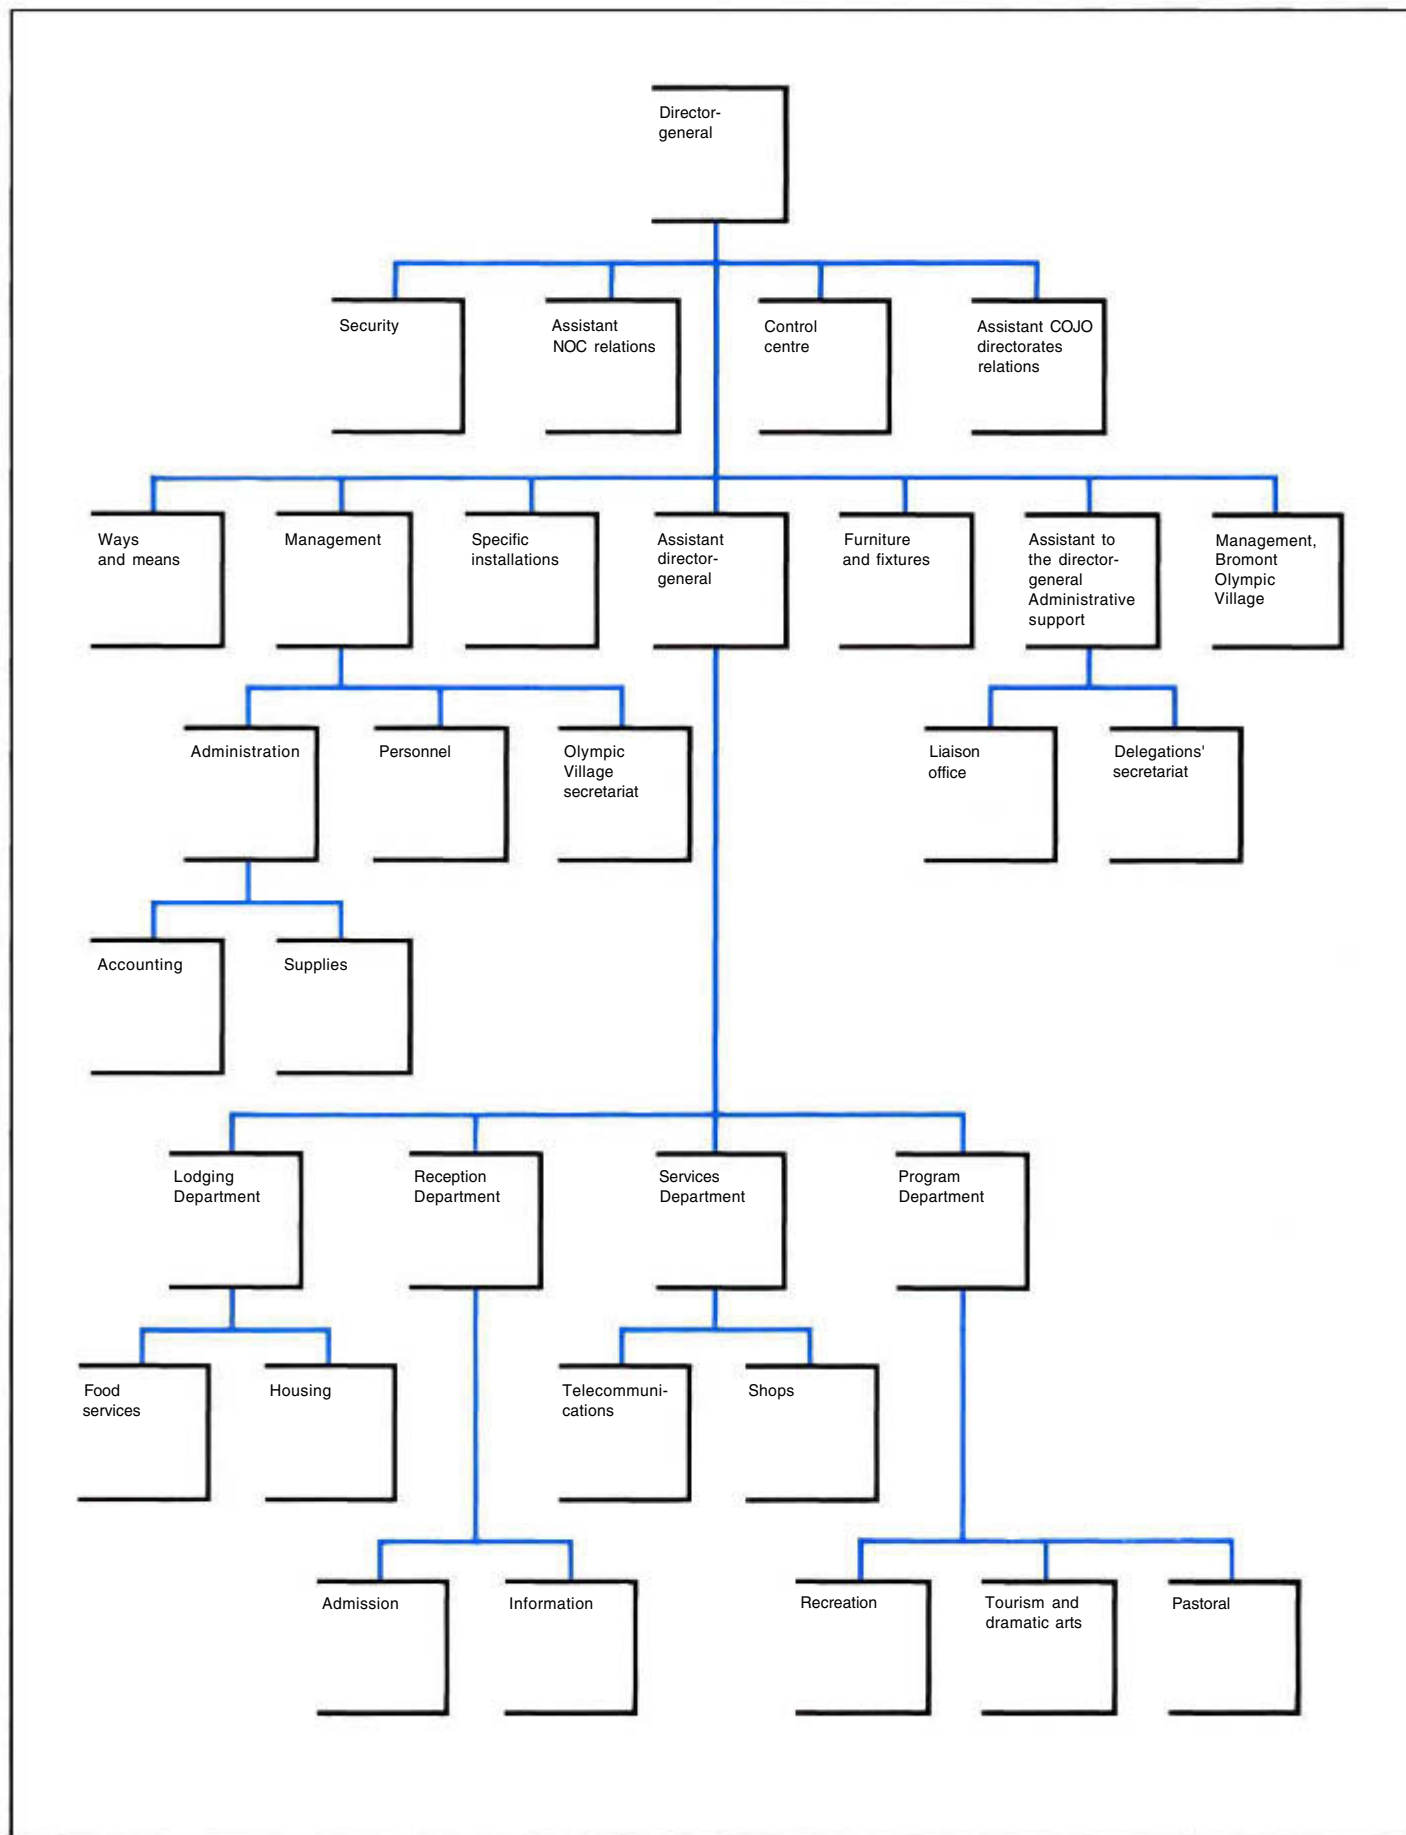 Director-
general
Security
Assistant
NOC relations
Control
centre
Assistant COJO
directorates
relations
Ways
and means
Management
Specific
installations
Assistant
director-
general
Furniture
and fixtures
Assistant to
the director-
general
Administrative
support
Management,
Bromont
Olympic
Village
Administration
Personnel
Olympic
Village
secretariat
Liaison
office
Delegations'
secretariat
Accounting
Supplies
Lodging
Department
Reception
Department
Services
Department
Program
Department
Food
services
Housing
Telecommuni-
cations
Shops
Admission
Information
Recreation
Tourism and
dramatic arts
Pastoral